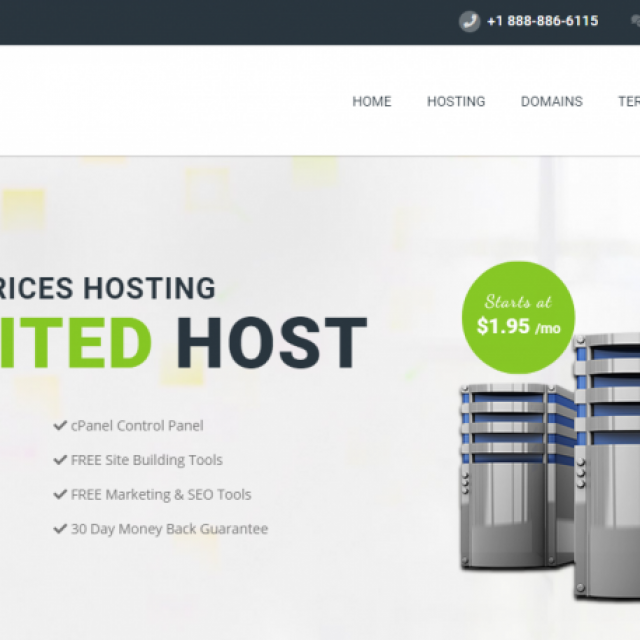 +1 888-886-6115
HOME HOSTING DOMAINS TER
RICES HOSTING
ITED HOST
Starts at
$1.95 /mo
cPanel Control Panel
FREE Site Building Tools
FREE Marketing & SEO Tools
30 Day Money Back Guarantee